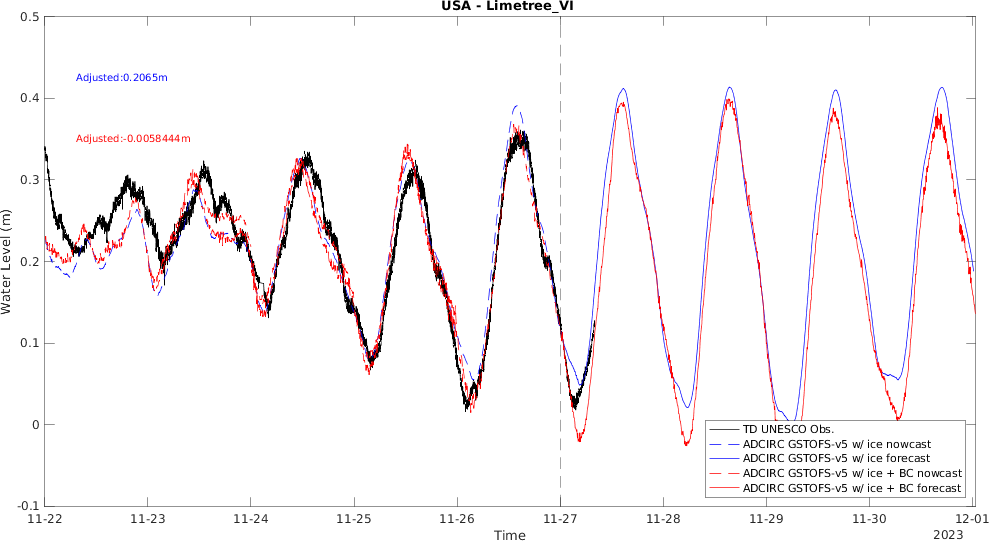 USA - Limetree_VI
0.5
0.4
0.3
0.2
0.1
0
-0.1
Water Level (m)
Adjusted:0.2065m
Adjusted:-0.0058444m
TD UNESCO Obs.
ADCIRC GSTOFS-v5 w/ ice nowcast
ADCIRC GSTOFS-v5 w/ ice forecast
ADCIRC GSTOFS-v5 w/ ice + BC nowcast
ADCIRC GSTOFS-v5 w/ ice + BC forecast
11-22 11-23 11-24 11-25 11-26 11-27 11-28 11-29 11-30 12-01
Time
2023